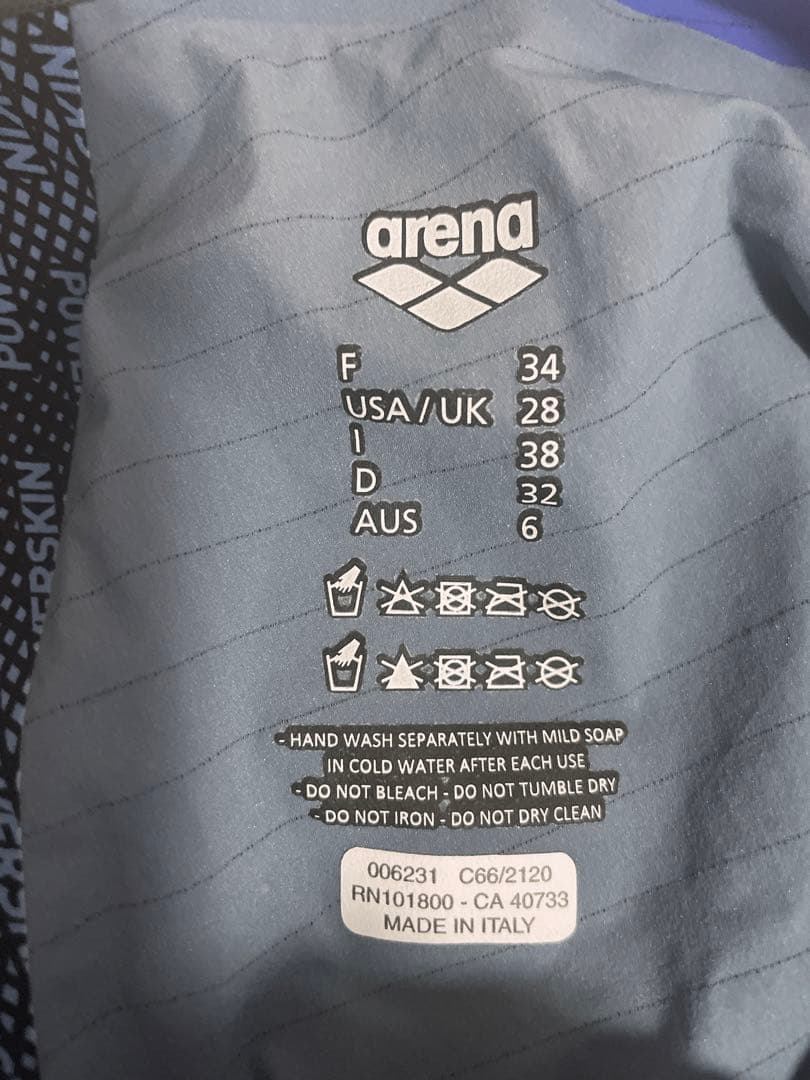 arena
F 34
USA/UK 28
I 38
D 32
AUS 6
- HAND WASH SEPARATELY WITH MILD SOAP
IN COLD WATER AFTER EACH USE
- DO NOT BLEACH - DO NOT TUMBLE DRY
- DO NOT IRON - DO NOT DRY CLEAN
006231 C66/2120
RN101800 - CA 40733
MADE IN ITALY